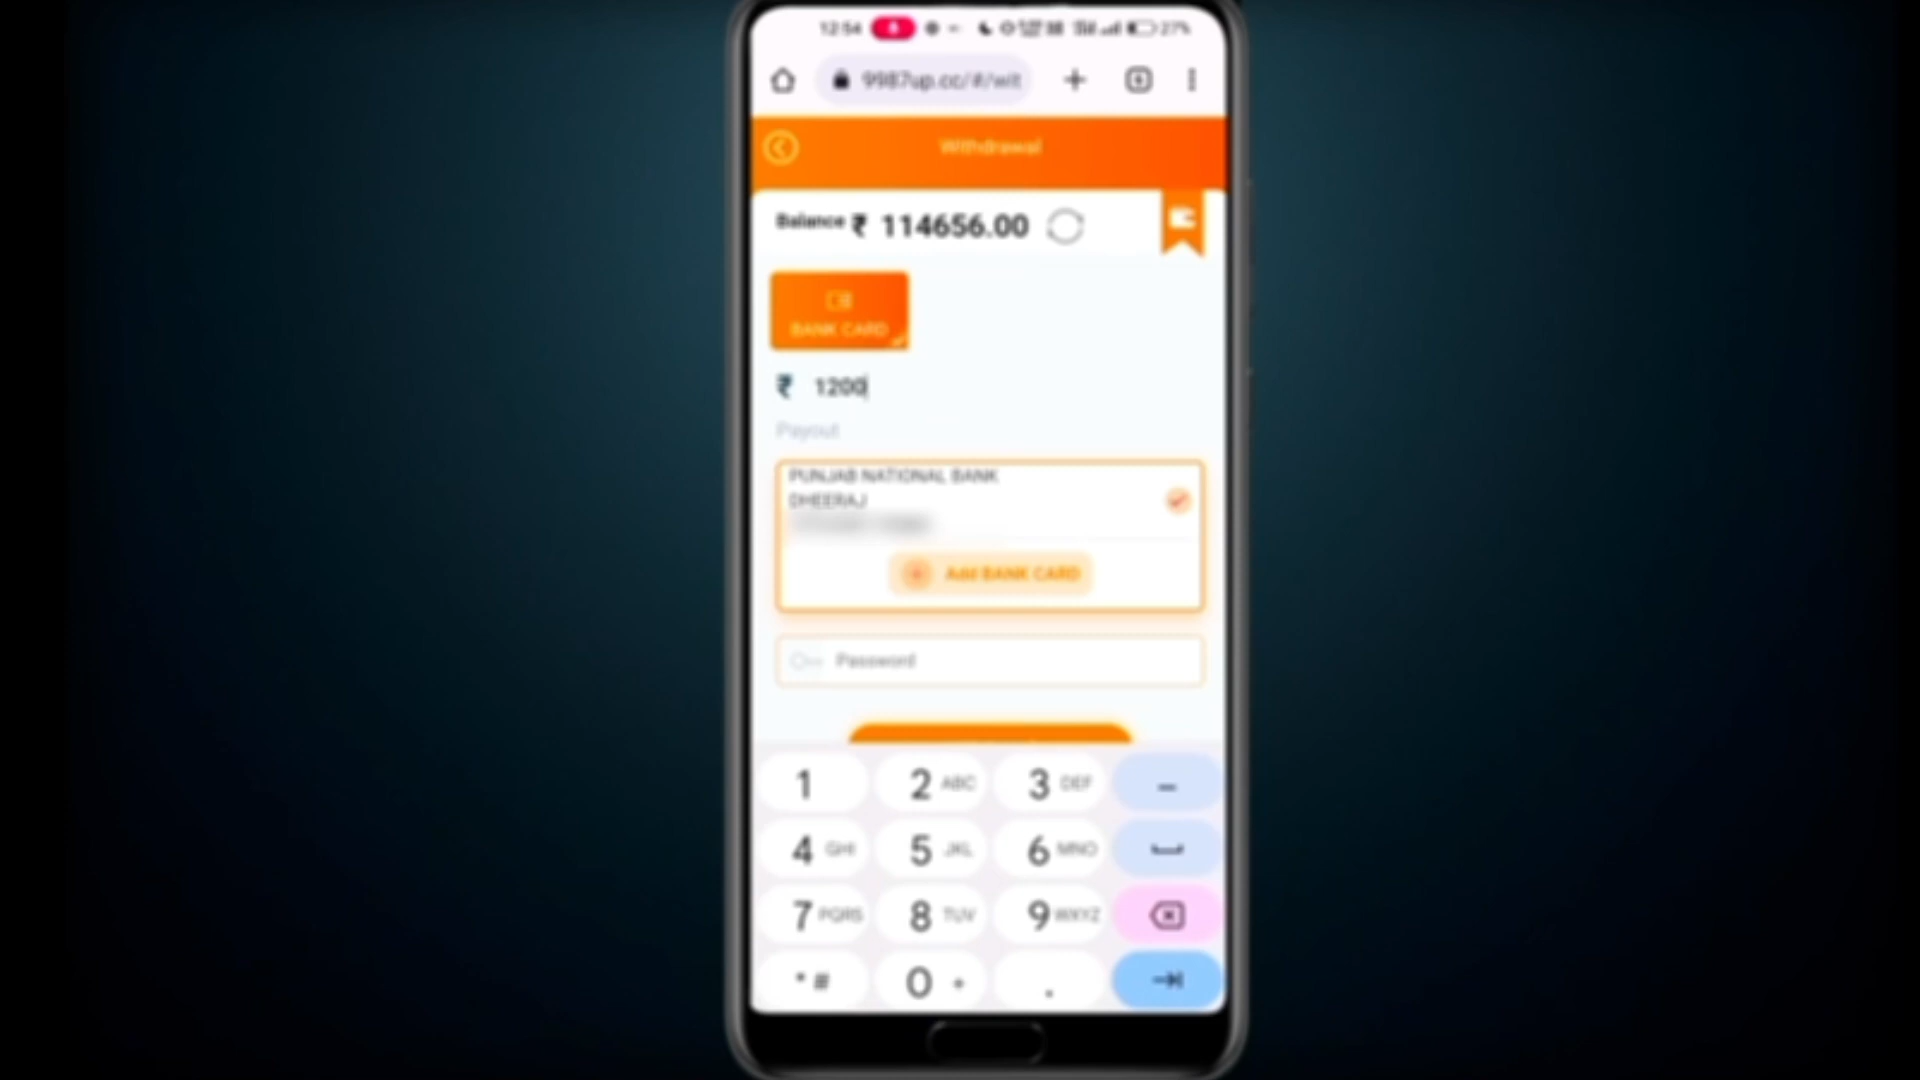 12:54
27%
9987up.cc/#/wit
Withdrawal
Balance ₹ 114656.00
BANK CARD
₹ 1200
Payout
PUNJAB NATIONAL BANK
DHEERAJ
Add BANK CARD
Password
1 2 ABC 3 DEF –
4 GHI 5 JKL 6 MNO
7 PQRS 8 TUV 9 WXYZ
* # 0 + .